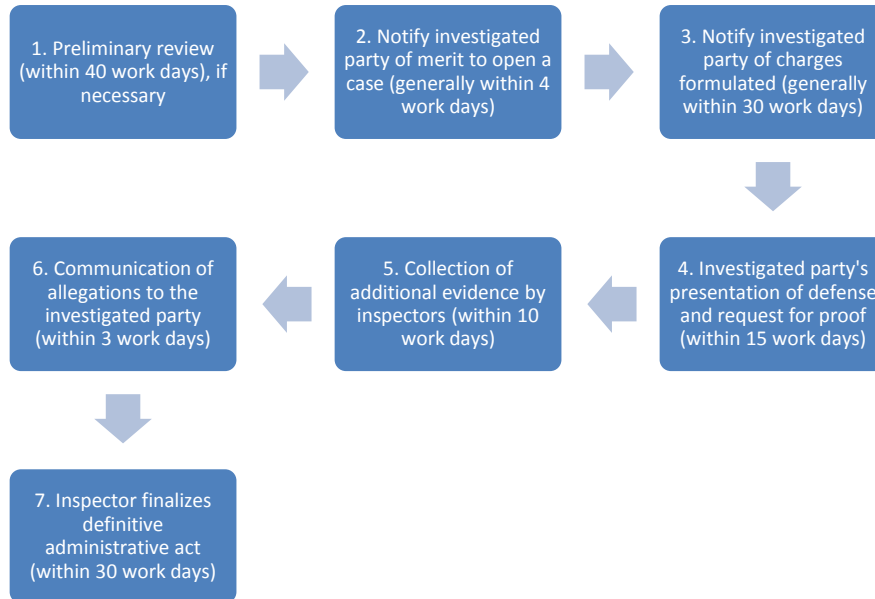 1. Preliminary review
(within 40 work days), if
necessary
2. Notify investigated
party of merit to open a
case (generally within 4
work days)
3. Notify investigated
party of charges
formulated (generally
within 30 work days)
4. Investigated party's
presentation of defense
and request for proof
(within 15 work days)
5. Collection of
additional evidence by
inspectors (within 10
work days)
6. Communication of
allegations to the
investigated party
(within 3 work days)
7. Inspector finalizes
definitive
administrative act
(within 30 work days)